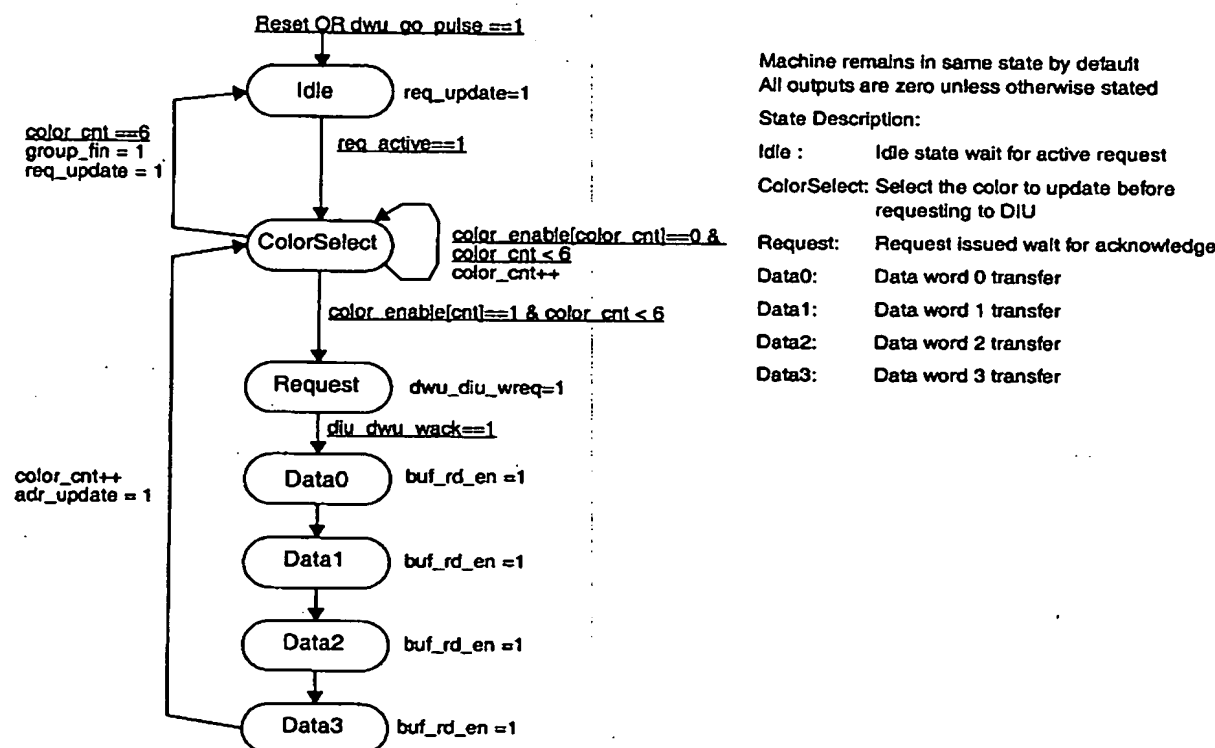 Reset OR dwu_go_pulse ==1
Idle
req_update=1
color_cnt ==6
group_fin = 1
req_update = 1
req_active==1
ColorSelect
color_enable[color_cnt]==0 &
color_cnt < 6
color_cnt++
color_enable[cnt]==1 & color_cnt < 6
Request
dwu_diu_wreq=1
diu_dwu_wack==1
color_cnt++
adr_update = 1
Data0
buf_rd_en =1
Data1
buf_rd_en =1
Data2
buf_rd_en =1
Data3
buf_rd_en =1
Machine remains in same state by default
All outputs are zero unless otherwise stated
State Description:
Idle : Idle state wait for active request
ColorSelect: Select the color to update before
requesting to DIU
Request: Request issued wait for acknowledge
Data0: Data word 0 transfer
Data1: Data word 1 transfer
Data2: Data word 2 transfer
Data3: Data word 3 transfer